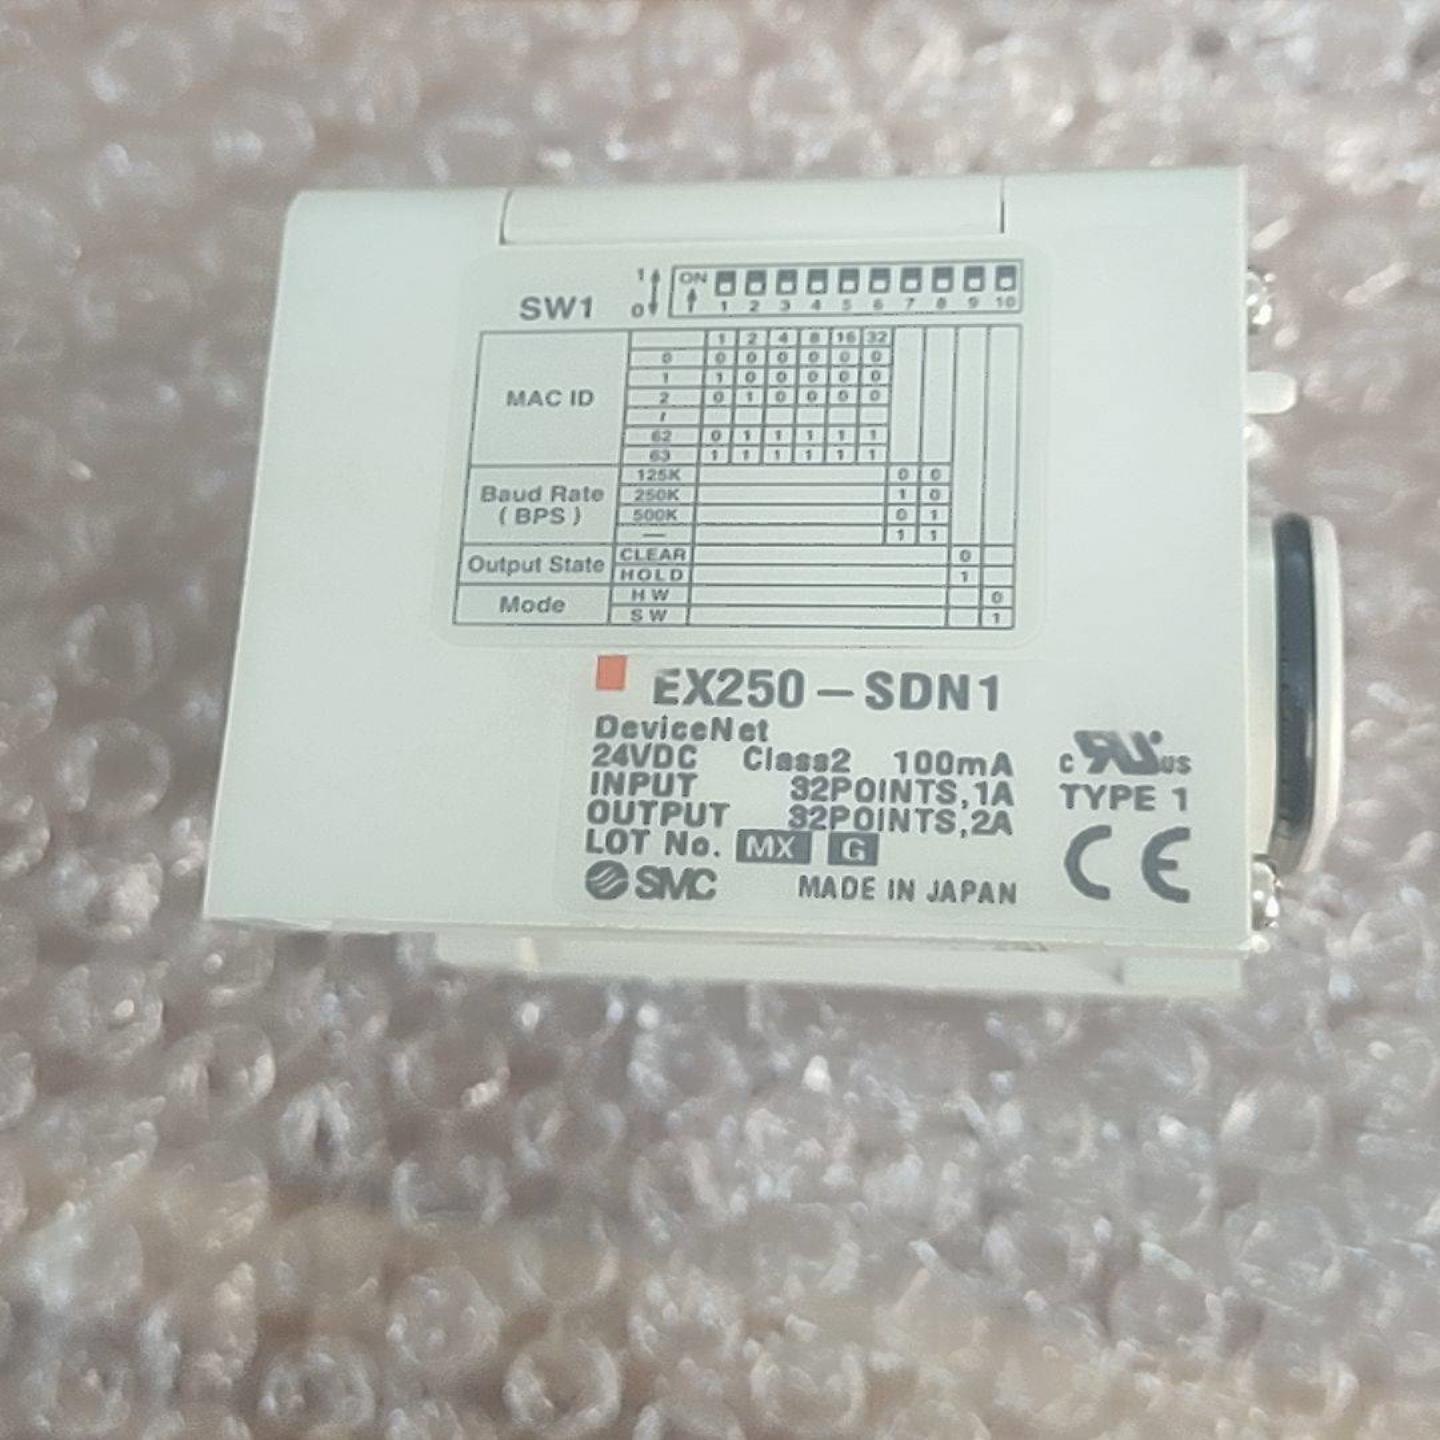 SW1 1 0 ON 1 2 3 4 5 6 7 8 9 10
1 2 4 8 16 32
MAC ID
0 0 0 0 0 0 0
1 1 0 0 0 0 0
2 0 1 0 0 0 0
62 0 1 1 1 1 1
63 1 1 1 1 1 1
Baud Rate
(BPS)
125K 0 0
250K 1 0
500K 0 1
— 1 1
Output State
CLEAR 0
HOLD 1
Mode
HW 0
SW 1
EX250-SDN1
DeviceNet
24VDC Class2 100mA
INPUT 32POINTS,1A
OUTPUT 32POINTS,2A
LOT No. MX G
SMC MADE IN JAPAN
c RU us
TYPE 1
CE